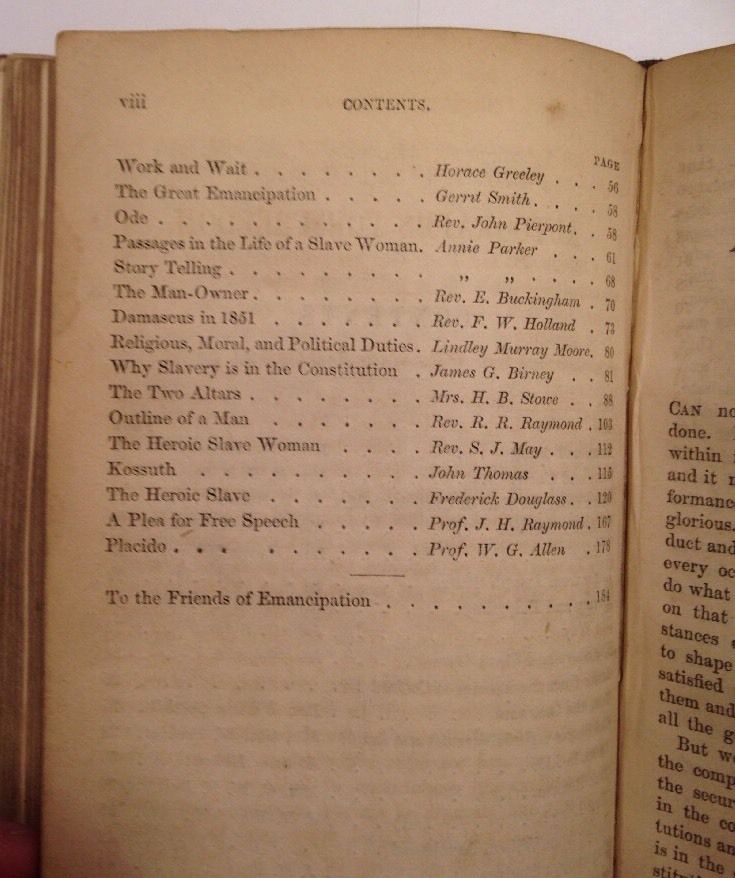 viii CONTENTS.
PAGE
Work and Wait . . . . . . . . Horace Greeley . . . 56
The Great Emancipation . . . . . Gerrit Smith . . . . 58
Ode . . . . . . . . . . . . Rev. John Pierpont. . 58
Passages in the Life of a Slave Woman. Annie Parker . . . 61
Story Telling . . . . . . . . . „ „ . . . . 68
The Man-Owner . . . . . . . . Rev. E. Buckingham . 70
Damascus in 1851 . . . . . . . Rev. F. W. Holland . 73
Religious, Moral, and Political Duties . Lindley Murray Moore. 80
Why Slavery is in the Constitution . James G. Birney . . 81
The Two Altars . . . . . . . . Mrs. H. B. Stowe . . 88
Outline of a Man . . . . . . . Rev. R. R. Raymond . 103
The Heroic Slave Woman . . . . Rev. S. J. May . . . 112
Kossuth . . . . . . . . . . John Thomas . . . 115
The Heroic Slave . . . . . . . Frederick Douglass. . 120
A Plea for Free Speech . . . . . Prof. J. H. Raymond. 167
Placido . . . . . . . . . . Prof. W. G. Allen . 178
To the Friends of Emancipation . . . . . . . . . . 184
CAN
done.
within
and it
formance
glorious.
duct and
every
do what
on that
stances
to shape
satisfied
them and
all the
But
the
the
in the
tutions
is in the